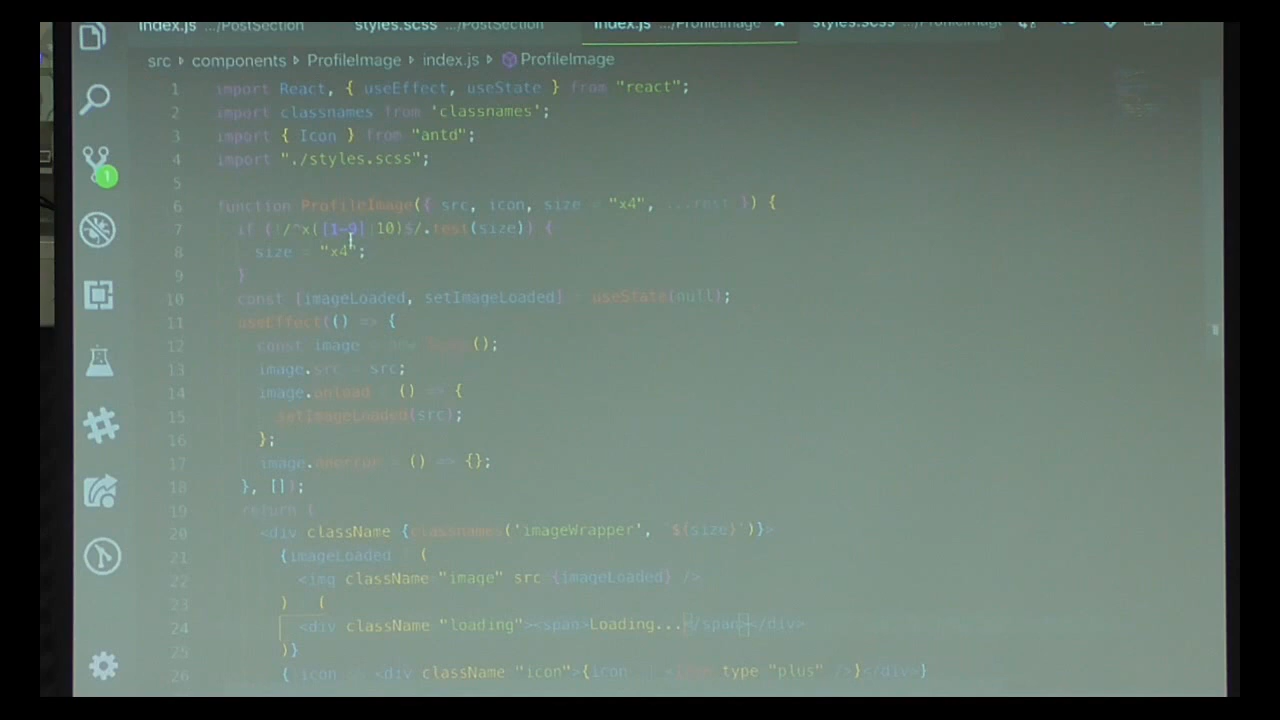 index.js .../PostSection styles.scss .../PostSection index.js .../ProfileImage styles.scss .../ProfileImage
src components ProfileImage index.js ProfileImage
1 import React, { useEffect, useState } from "react";
2 import classnames from 'classnames';
3 import { Icon } from "antd";
4 import "./styles.scss";
5
6 function ProfileImage({ src, icon, size = "x4", ...rest }) {
7 if (!/^x([1-9]|10)$/.test(size)) {
8 size = "x4";
9 }
10 const [imageLoaded, setImageLoaded] = useState(null);
11 useEffect(() => {
12 const image = new ();
13 image.src = src;
14 image.onload = () => {
15 setImageLoaded(src);
16 };
17 image.onerror = () => {};
18 }, []);
19 return (
20 <div className {classnames('imageWrapper', `${size}`)}>
21 {imageLoaded (
22 <img className "image" src {imageLoaded} />
23 ) (
24 <div className "loading"><span>Loading...</span></div>
25 )}
26 { icon <div className "icon">{icon type "plus" />}</div>}
1